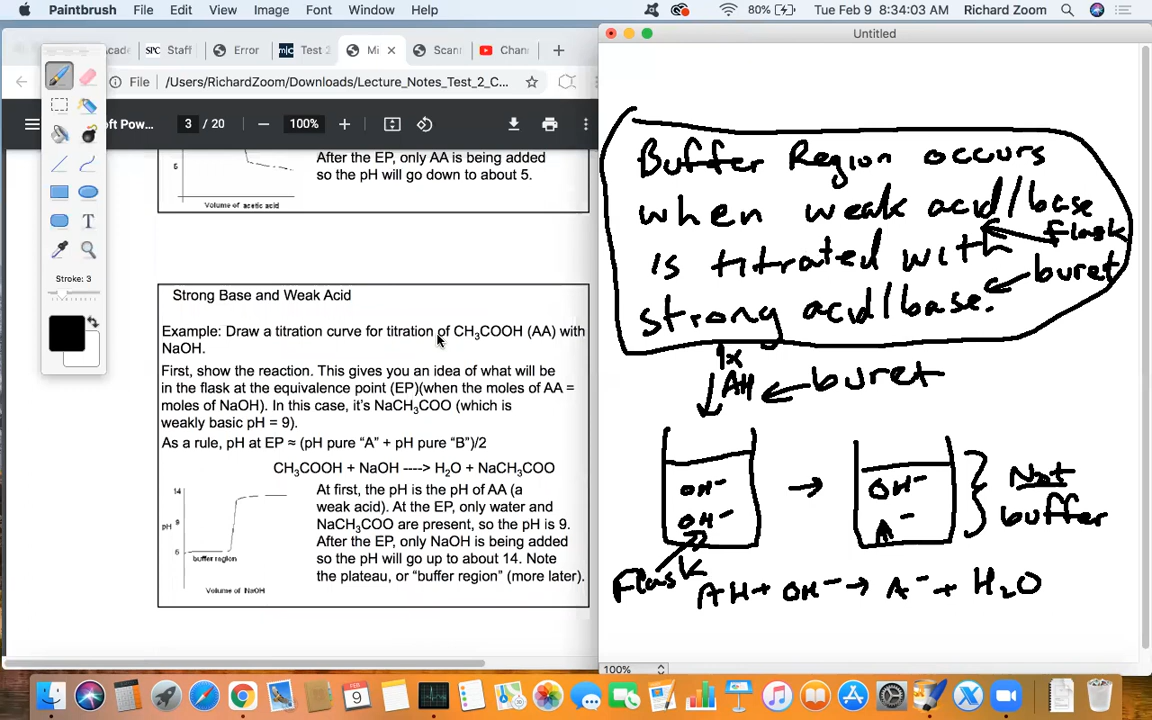 Paintbrush File Edit View Image Font Window Help
80% Tue Feb 9 8:34:03 AM Richard Zoom
Acade SPC Staff Error Test 2 Mi Scann Chann
File /Users/RichardZoom/Downloads/Lecture_Notes_Test_2_C...
oft Pow... 3 / 20 100%
After the EP, only AA is being added
so the pH will go down to about 5.
5
Volume of acetic acid
Strong Base and Weak Acid
Example: Draw a titration curve for titration of CH3COOH (AA) with
NaOH.
First, show the reaction. This gives you an idea of what will be
in the flask at the equivalence point (EP)(when the moles of AA =
moles of NaOH). In this case, it's NaCH3COO (which is
weakly basic pH = 9).
As a rule, pH at EP ≈ (pH pure “A” + pH pure “B”)/2
CH3COOH + NaOH ----> H2O + NaCH3COO
At first, the pH is the pH of AA (a
weak acid). At the EP, only water and
NaCH3COO are present, so the pH is 9.
After the EP, only NaOH is being added
so the pH will go up to about 14. Note
the plateau, or “buffer region” (more later).
14
pH 9
buffer region
Volume of NaOH
Stroke: 3
T
Untitled
Buffer Region occurs
when weak acid/base
flask
is titrated with
buret
strong acid/base.
1x
AH buret
OH- OH-
OH- A-
Not
buffer
Flask
AH + OH- → A- + H2O
100%
FEB
9